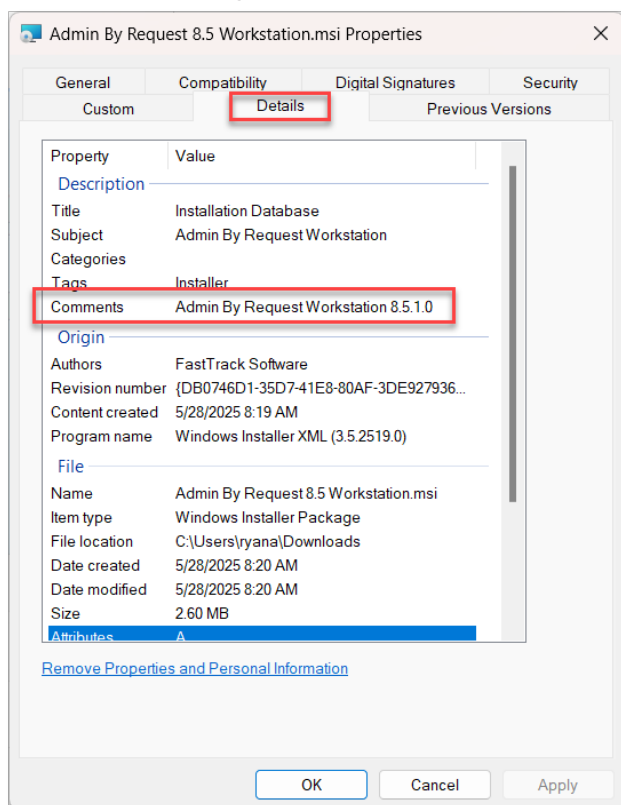 Admin By Request 8.5 Workstation.msi Properties
General Compatibility Digital Signatures Security
Custom Details Previous Versions
Property Value
Description
Title Installation Database
Subject Admin By Request Workstation
Categories
Tags Installer
Comments Admin By Request Workstation 8.5.1.0
Origin
Authors FastTrack Software
Revision number {DB0746D1-35D7-41E8-80AF-3DE927936...
Content created 5/28/2025 8:19 AM
Program name Windows Installer XML (3.5.2519.0)
File
Name Admin By Request 8.5 Workstation.msi
Item type Windows Installer Package
File location C:\Users\ryana\Downloads
Date created 5/28/2025 8:20 AM
Date modified 5/28/2025 8:20 AM
Size 2.60 MB
Attributes A
Remove Properties and Personal Information
OK Cancel Apply